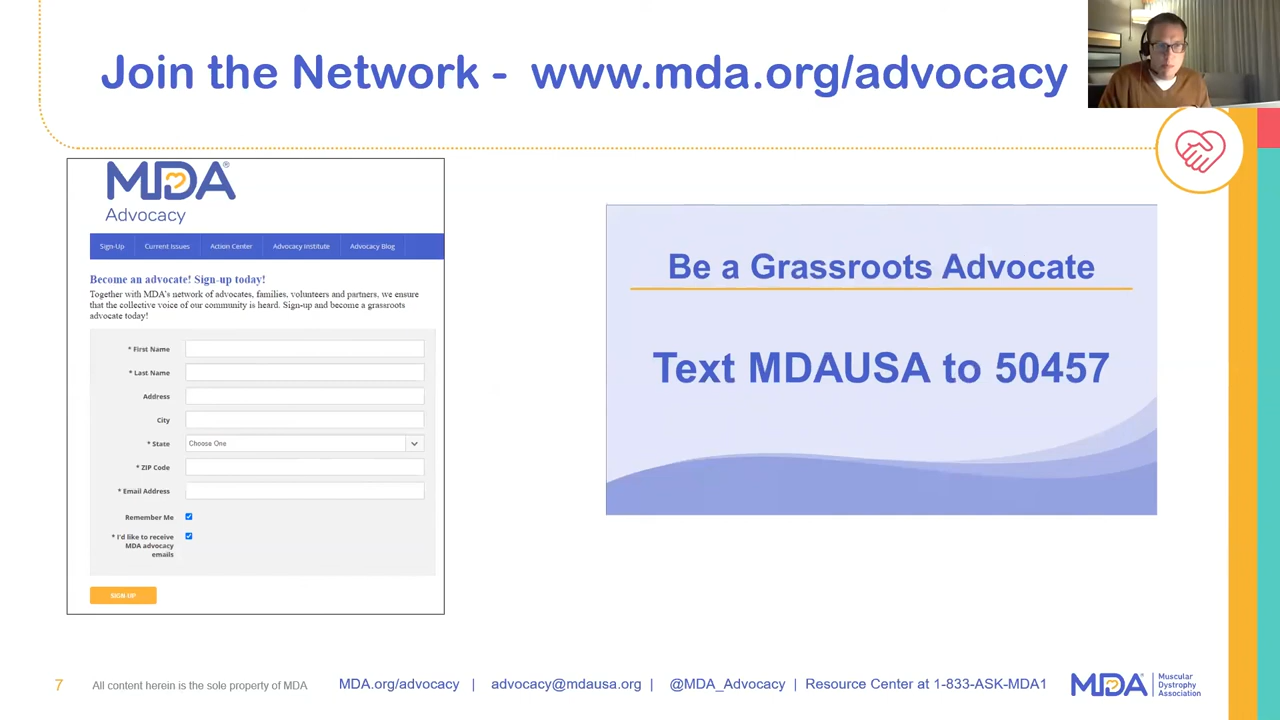 Join the Network - www.mda.org/advocacy
MDA®
Advocacy
Sign-Up
Current Issues
Action Center
Advocacy Institute
Advocacy Blog
Become an advocate! Sign-up today!
Together with MDA's network of advocates, families, volunteers and partners, we ensure
that the collective voice of our community is heard. Sign-up and become a grassroots
advocate today!
* First Name
* Last Name
Address
City
* State
Choose One
* ZIP Code
* Email Address
Remember Me
* I'd like to receive
MDA advocacy
emails
SIGN UP
Be a Grassroots Advocate
Text MDAUSA to 50457
7
All content herein is the sole property of MDA
MDA.org/advocacy | advocacy@mdausa.org | @MDA_Advocacy | Resource Center at 1-833-ASK-MDA1
MDA®
Muscular
Dystrophy
Association